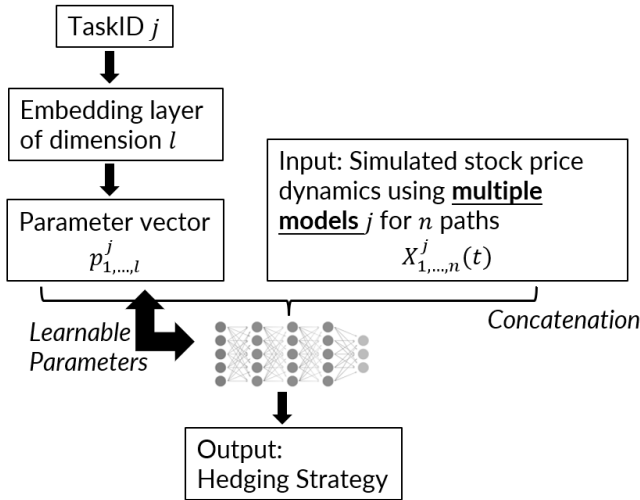 TaskID j
Embedding layer
of dimension l
Parameter vector
p^j_{1,…,l}
Input: Simulated stock price
dynamics using multiple
models j for n paths
X^j_{1,…,n}(t)
Learnable
Parameters
Concatenation
Output:
Hedging Strategy